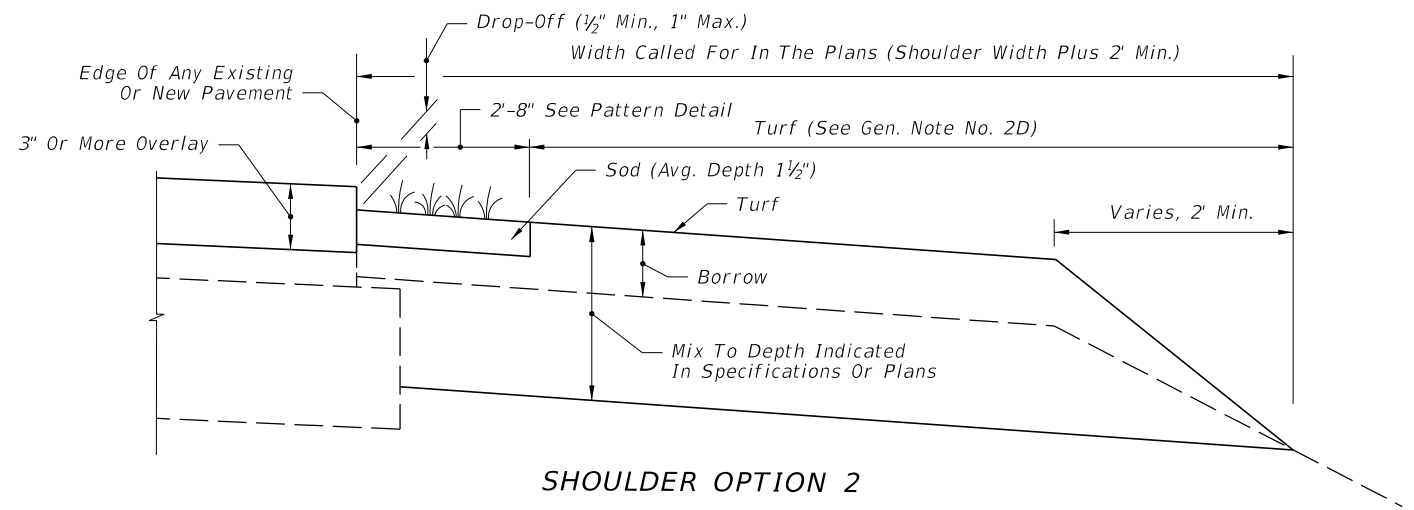 Drop-Off (½" Min., 1" Max.)
Width Called For In The Plans (Shoulder Width Plus 2' Min.)
Edge Of Any Existing
Or New Pavement
2'-8" See Pattern Detail
Turf (See Gen. Note No. 2D)
3" Or More Overlay
Sod (Avg. Depth 1½")
Turf
Varies, 2' Min.
Borrow
Mix To Depth Indicated
In Specifications Or Plans
SHOULDER OPTION 2